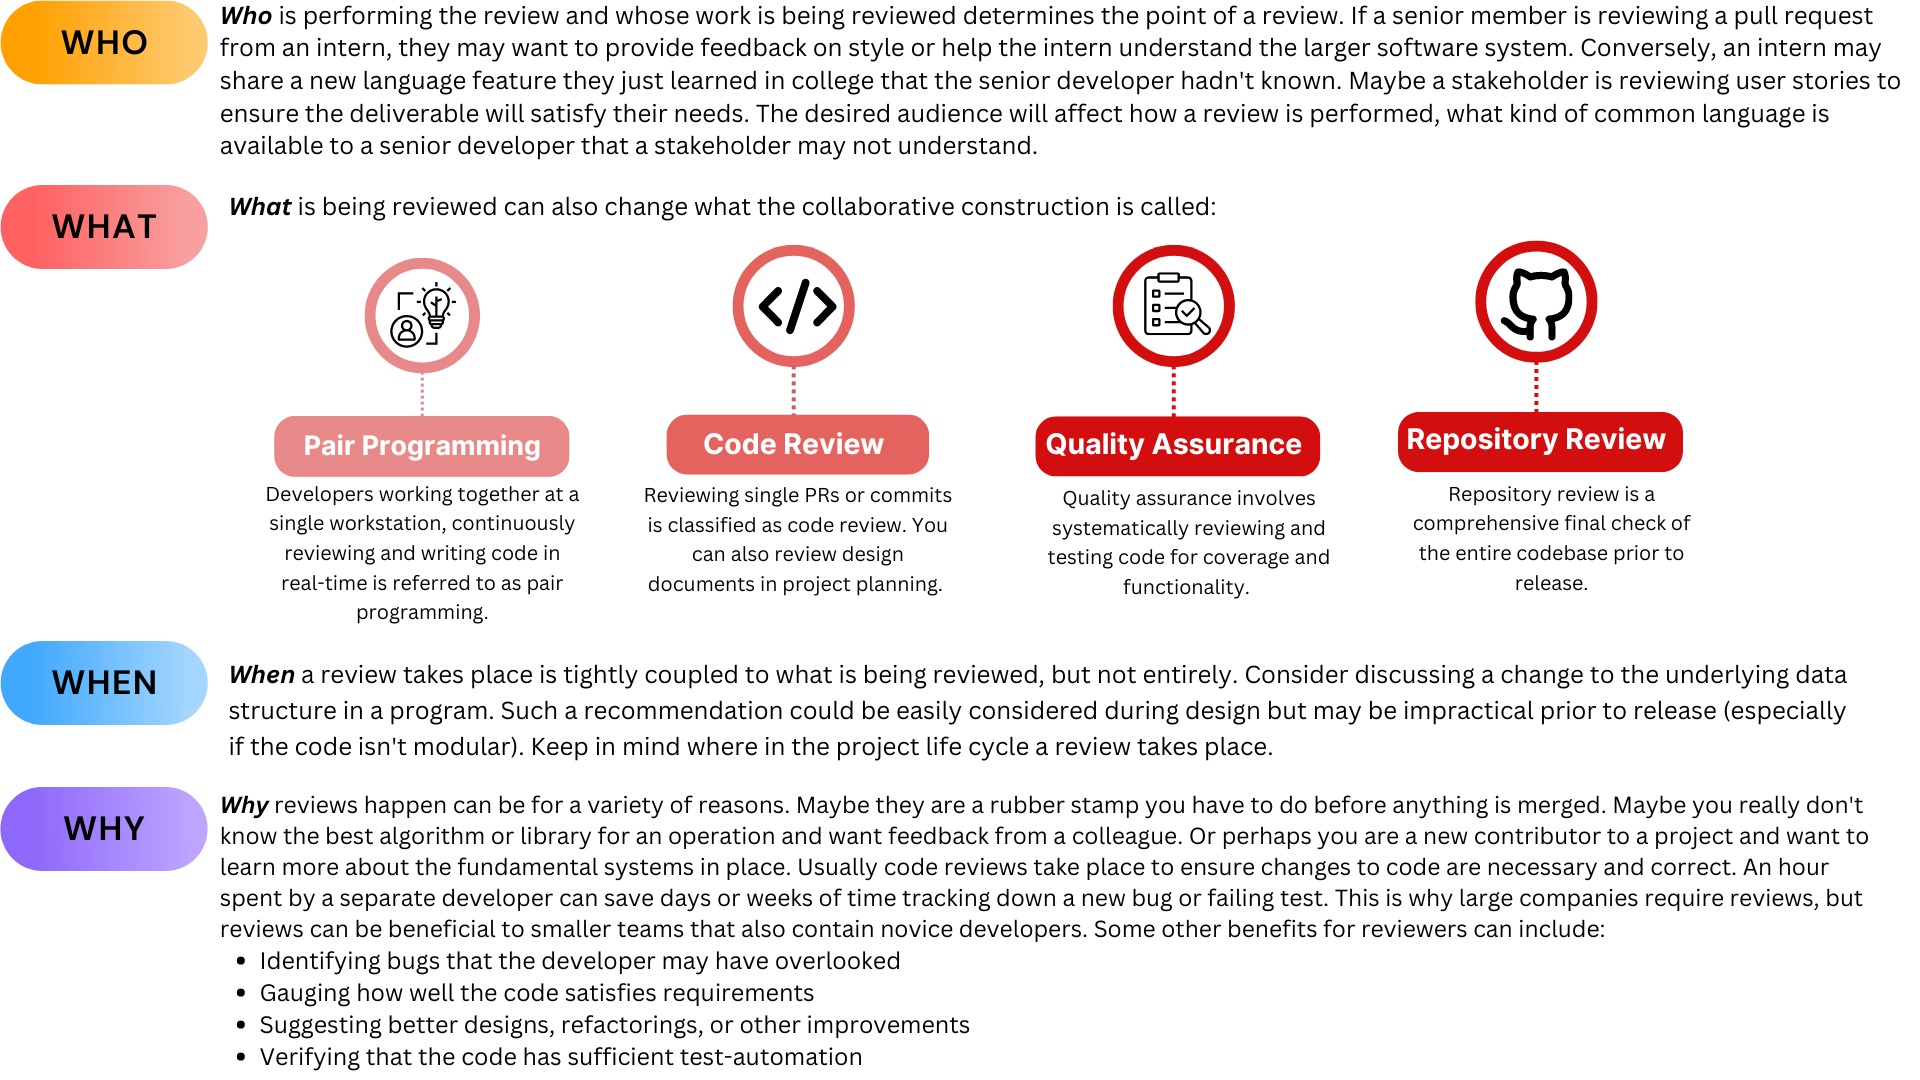 WHO
Who is performing the review and whose work is being reviewed determines the point of a review. If a senior member is reviewing a pull request
from an intern, they may want to provide feedback on style or help the intern understand the larger software system. Conversely, an intern may
share a new language feature they just learned in college that the senior developer hadn't known. Maybe a stakeholder is reviewing user stories to
ensure the deliverable will satisfy their needs. The desired audience will affect how a review is performed, what kind of common language is
available to a senior developer that a stakeholder may not understand.
WHAT
What is being reviewed can also change what the collaborative construction is called:
Pair Programming
Developers working together at a
single workstation, continuously
reviewing and writing code in
real-time is referred to as pair
programming.
Code Review
Reviewing single PRs or commits
is classified as code review. You
can also review design
documents in project planning.
Quality Assurance
Quality assurance involves
systematically reviewing and
testing code for coverage and
functionality.
Repository Review
Repository review is a
comprehensive final check of
the entire codebase prior to
release.
WHEN
When a review takes place is tightly coupled to what is being reviewed, but not entirely. Consider discussing a change to the underlying data
structure in a program. Such a recommendation could be easily considered during design but may be impractical prior to release (especially
if the code isn't modular). Keep in mind where in the project life cycle a review takes place.
WHY
Why reviews happen can be for a variety of reasons. Maybe they are a rubber stamp you have to do before anything is merged. Maybe you really don't
know the best algorithm or library for an operation and want feedback from a colleague. Or perhaps you are a new contributor to a project and want to
learn more about the fundamental systems in place. Usually code reviews take place to ensure changes to code are necessary and correct. An hour
spent by a separate developer can save days or weeks of time tracking down a new bug or failing test. This is why large companies require reviews, but
reviews can be beneficial to smaller teams that also contain novice developers. Some other benefits for reviewers can include:
• Identifying bugs that the developer may have overlooked
• Gauging how well the code satisfies requirements
• Suggesting better designs, refactorings, or other improvements
• Verifying that the code has sufficient test-automation